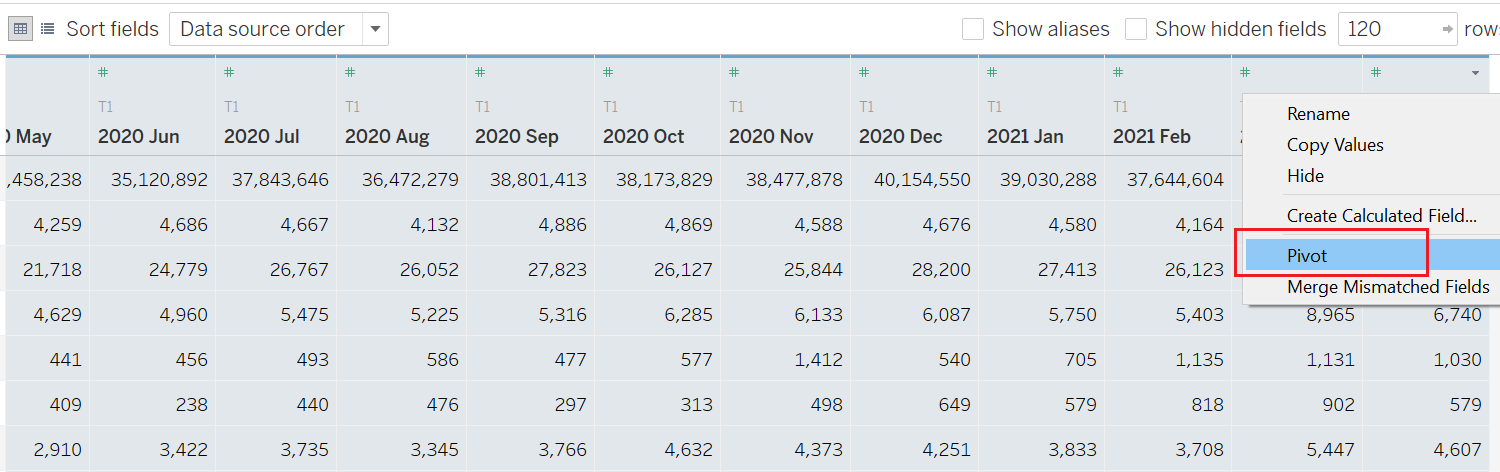 Sort fields Data source order Show aliases Show hidden fields 120 rows
# # # # # # # # # # #
T1 T1 T1 T1 T1 T1 T1 T1 T1
May 2020 Jun 2020 Jul 2020 Aug 2020 Sep 2020 Oct 2020 Nov 2020 Dec 2021 Jan 2021 Feb
,458,238 35,120,892 37,843,646 36,472,279 38,801,413 38,173,829 38,477,878 40,154,550 39,030,288 37,644,604
4,259 4,686 4,667 4,132 4,886 4,869 4,588 4,676 4,580 4,164
21,718 24,779 26,767 26,052 27,823 26,127 25,844 28,200 27,413 26,123
4,629 4,960 5,475 5,225 5,316 6,285 6,133 6,087 5,750 5,403 8,965 6,740
441 456 493 586 477 577 1,412 540 705 1,135 1,131 1,030
409 238 440 476 297 313 498 649 579 818 902 579
2,910 3,422 3,735 3,345 3,766 4,632 4,373 4,251 3,833 3,708 5,447 4,607
Rename
Copy Values
Hide
Create Calculated Field...
Pivot
Merge Mismatched Fields